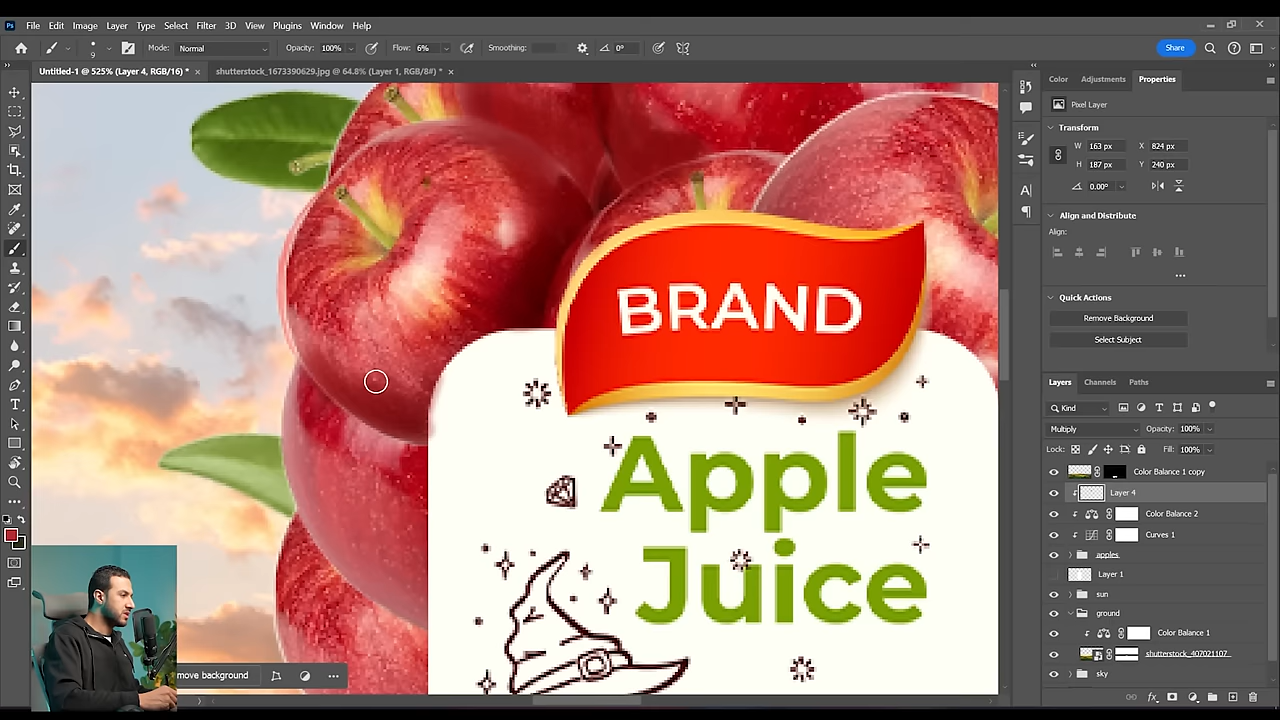 Ps File Edit Image Layer Type Select Filter 3D View Plugins Window Help
Mode: Normal Opacity: 100% Flow: 6% Smoothing: 0° Share
9
Untitled-1 @ 525% (Layer 4, RGB/16) * × shutterstock_1673390629.jpg @ 64.8% (Layer 1, RGB/8#) * ×
Color Adjustments Properties
Pixel Layer
Transform
W 163 px X 824 px
H 187 px Y 240 px
0.00°
Align and Distribute
Align:
Quick Actions
Remove Background
Select Subject
Layers Channels Paths
Kind
Multiply Opacity: 100%
Lock: Fill: 100%
Color Balance 1 copy
Layer 4
Color Balance 2
Curves 1
apples
Layer 1
sun
ground
Color Balance 1
shutterstock_407021107
sky
BRAND
Apple
Juice
move background